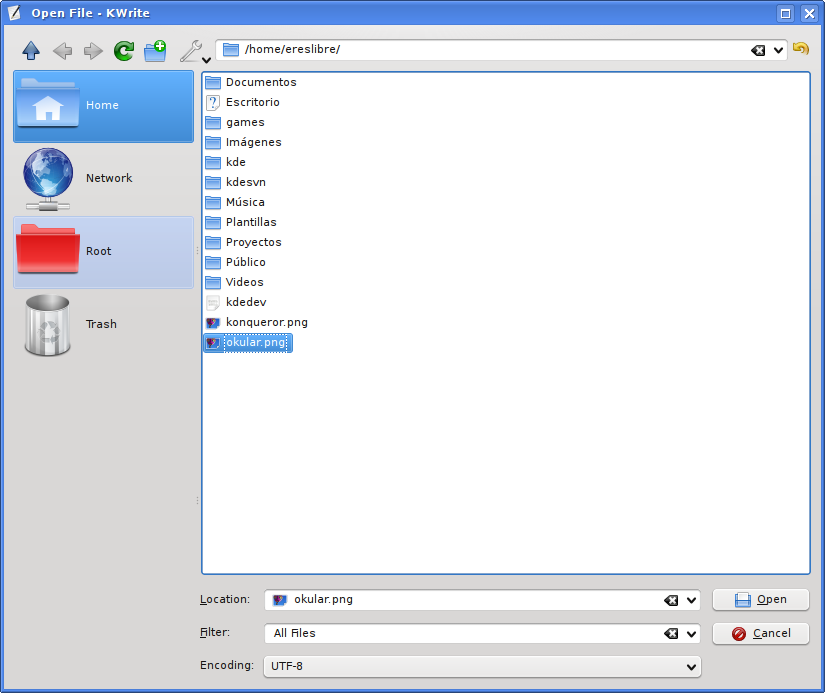 Open File - KWrite
/home/ereslibre/
Home
Network
Root
Trash
Documentos
Escritorio
games
Imágenes
kde
kdesvn
Música
Plantillas
Proyectos
Público
Videos
kdedev
konqueror.png
okular.png
Location: okular.png Open
Filter: All Files Cancel
Encoding: UTF-8